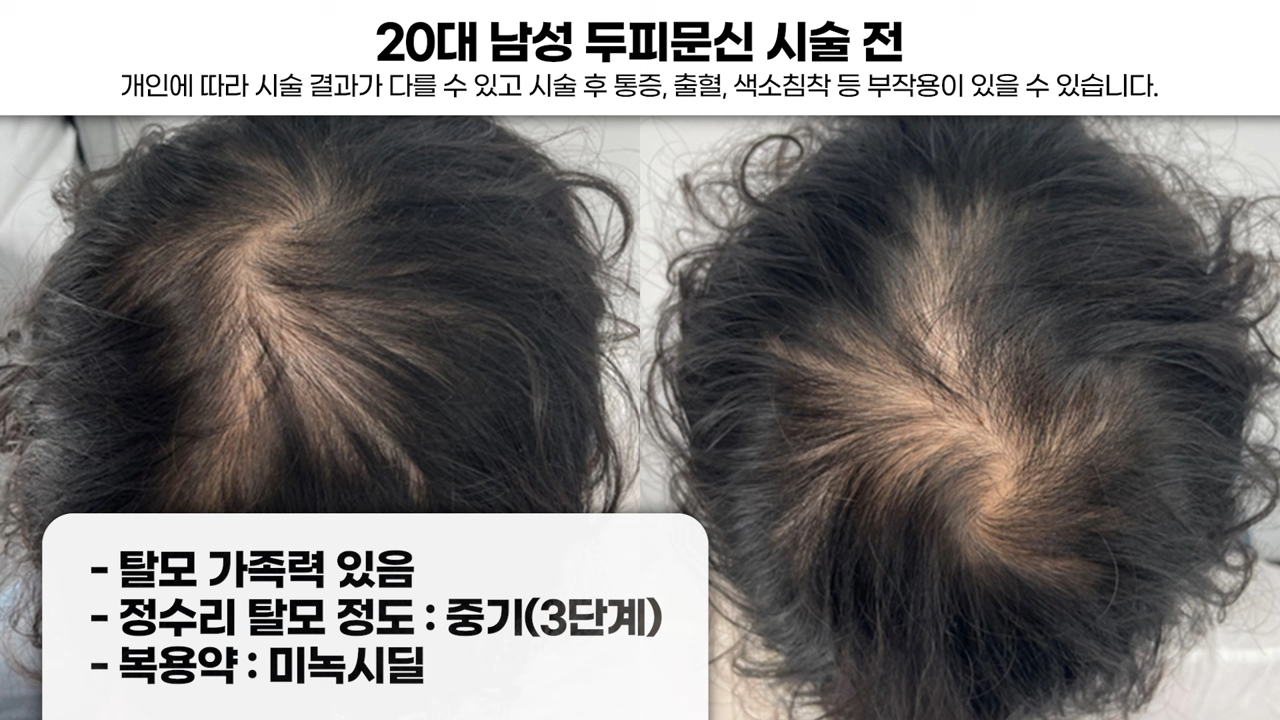 20대 남성 두피문신 시술 전
개인에 따라 시술 결과가 다를 수 있고 시술 후 통증, 출혈, 색소침착 등 부작용이 있을 수 있습니다.
- 탈모 가족력 있음
- 정수리 탈모 정도 : 중기(3단계)
- 복용약 : 미녹시딜